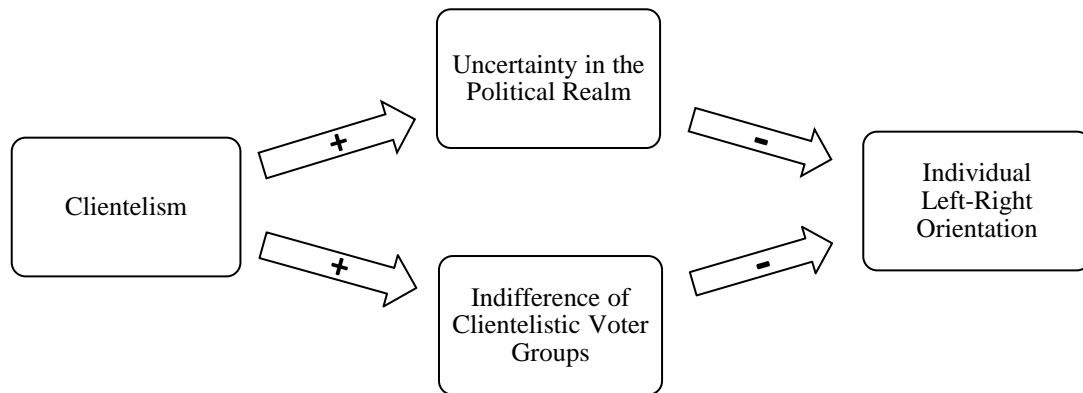 Uncertainty in the
Political Realm
+
-
Clientelism
Individual
Left-Right
Orientation
+
-
Indifference of
Clientelistic Voter
Groups